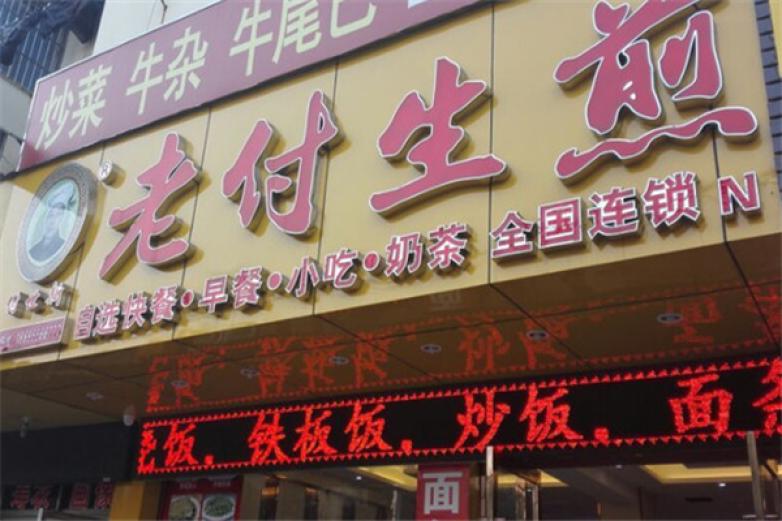 炒菜 牛杂 牛尾巴
老付生煎
®
自选快餐·早餐·小吃·奶茶 全国连锁 N
饭，铁板饭，炒饭，面
面